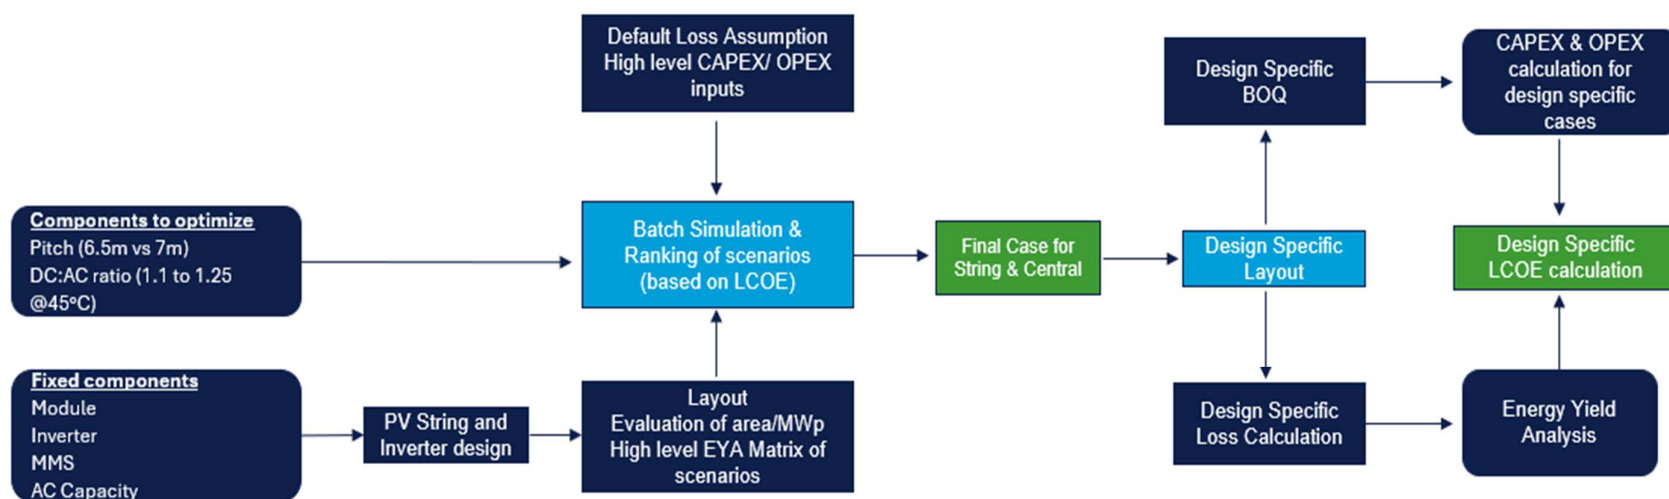 Default Loss Assumption
High level CAPEX/ OPEX
inputs
Components to optimize
Pitch (6.5m vs 7m)
DC:AC ratio (1.1 to 1.25
@45°C)
Fixed components
Module
Inverter
MMS
AC Capacity
PV String and
Inverter design
Batch Simulation &
Ranking of scenarios
(based on LCOE)
Layout
Evaluation of area/MWp
High level EYA Matrix of
scenarios
Final Case for
String & Central
Design Specific
BOQ
Design Specific
Layout
Design Specific
Loss Calculation
CAPEX & OPEX
calculation for
design specific
cases
Design Specific
LCOE calculation
Energy Yield
Analysis